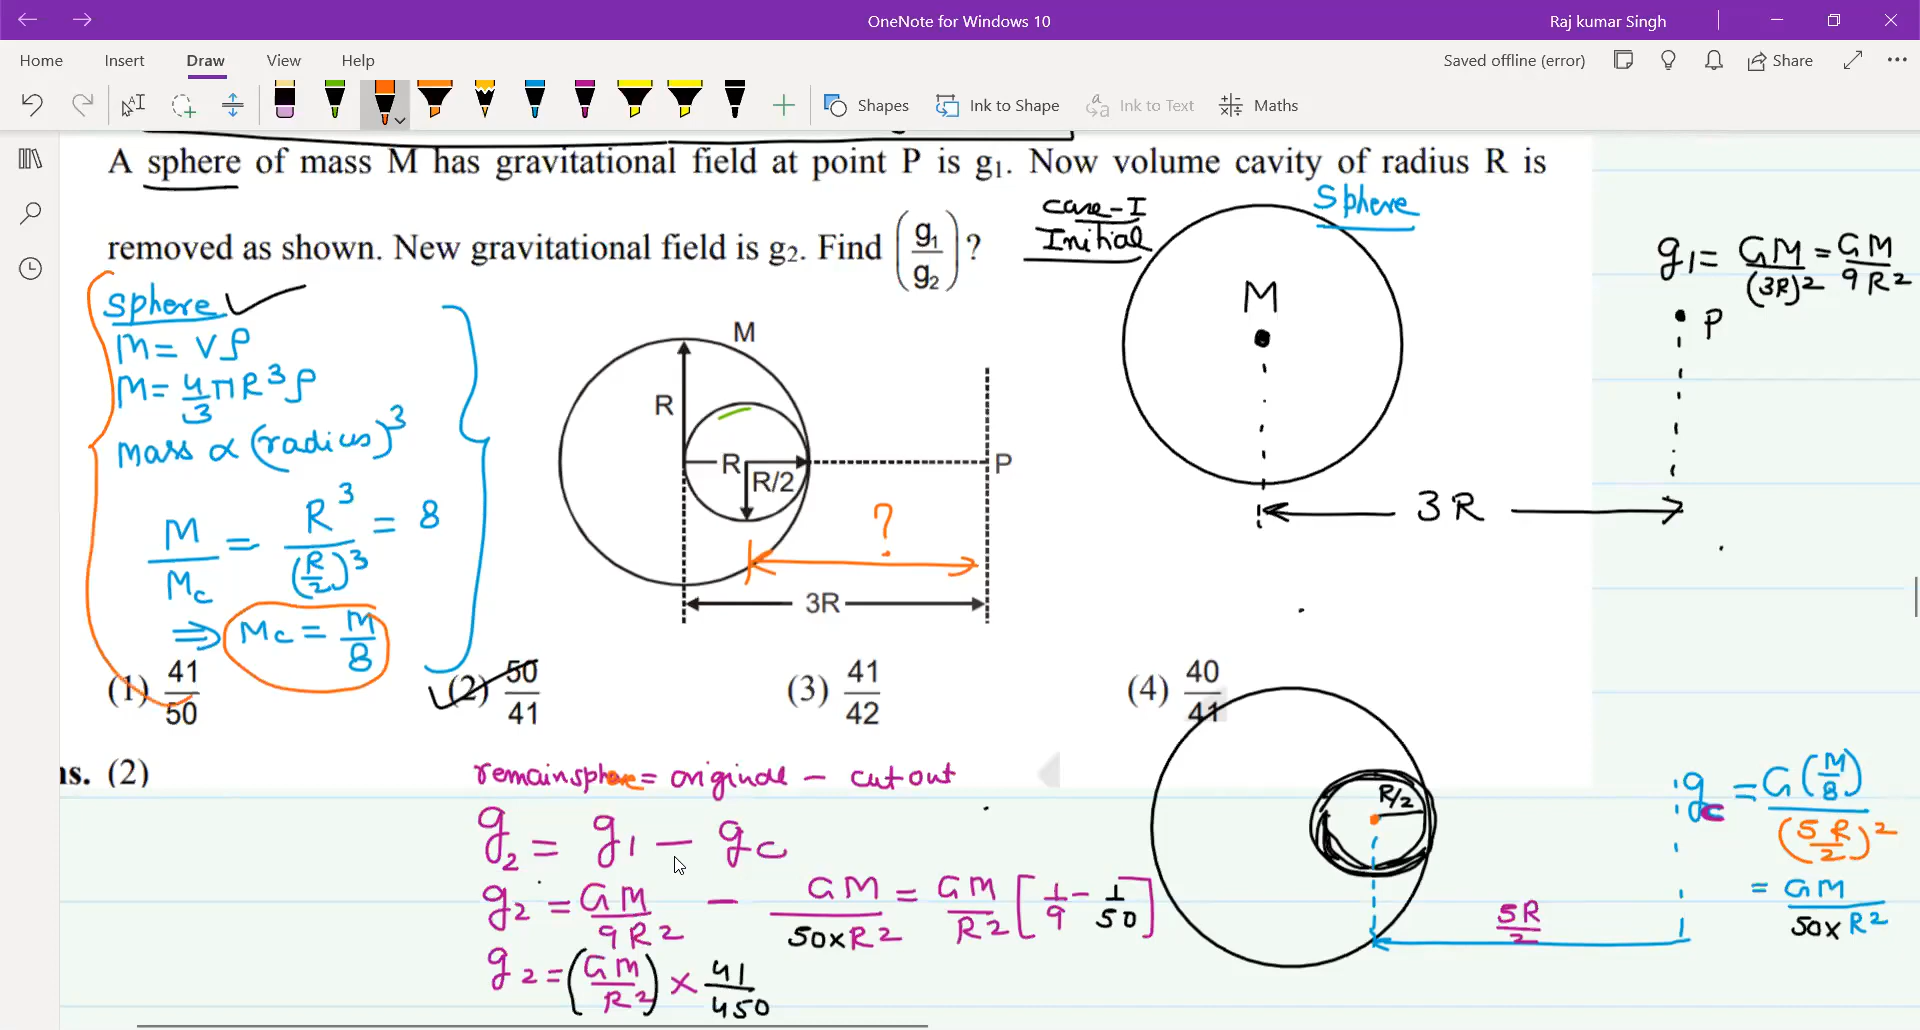 OneNote for Windows 10
Raj kumar Singh
Home Insert Draw View Help
Saved offline (error) Share
Shapes Ink to Shape Ink to Text Maths
A sphere of mass M has gravitational field at point P is g₁. Now volume cavity of radius R is
removed as shown. New gravitational field is g₂. Find (g₁/g₂)?
case-I
Initial
Sphere
M
g1 = GM/(3R)² = GM/9R²
P
3R
Sphere
M = Vρ
M = 4/3 πR³ρ
mass ∝ (radius)³
M/Mc = R³/(R/2)³ = 8
⇒ Mc = M/8
M
R
R
R/2
P
?
3R
(1) 41/50 (2) 50/41 (3) 41/42 (4) 40/41
ns. (2)
remain sphere = originale - cut out
g2 = g1 - gc
g2 = GM/9R² - GM/50×R² = GM/R² [1/9 - 1/50]
g2 = (GM/R²) × 41/450
R/2
5R/2
gc = G(M/8)/(5R/2)²
= GM/50×R²